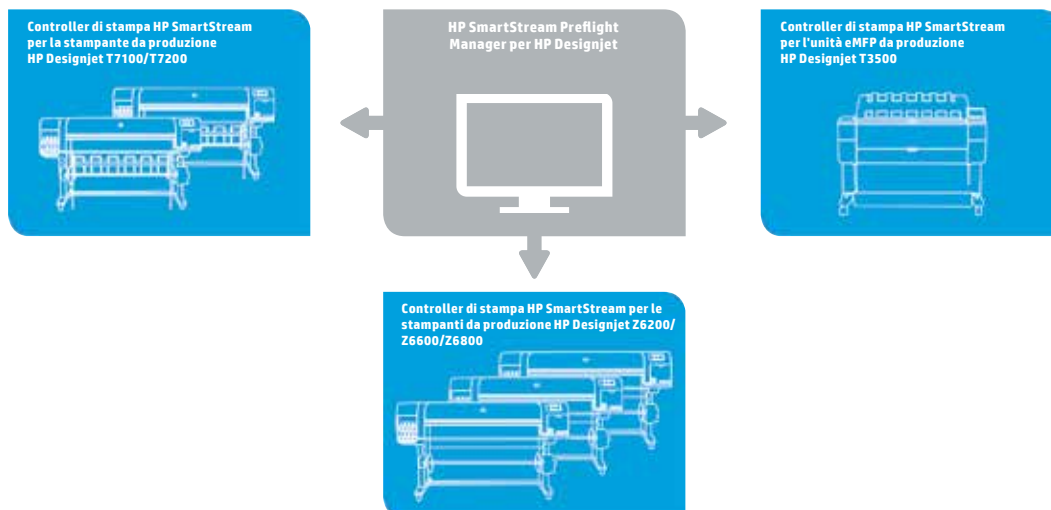 Controller di stampa HP SmartStream
per la stampante da produzione
HP Designjet T7100/T7200
HP SmartStream Preflight
Manager per HP Designjet
Controller di stampa HP SmartStream
per l'unità eMFP da produzione
HP Designjet T3500
Controller di stampa HP SmartStream per le
stampanti da produzione HP Designjet Z6200/
Z6600/Z6800